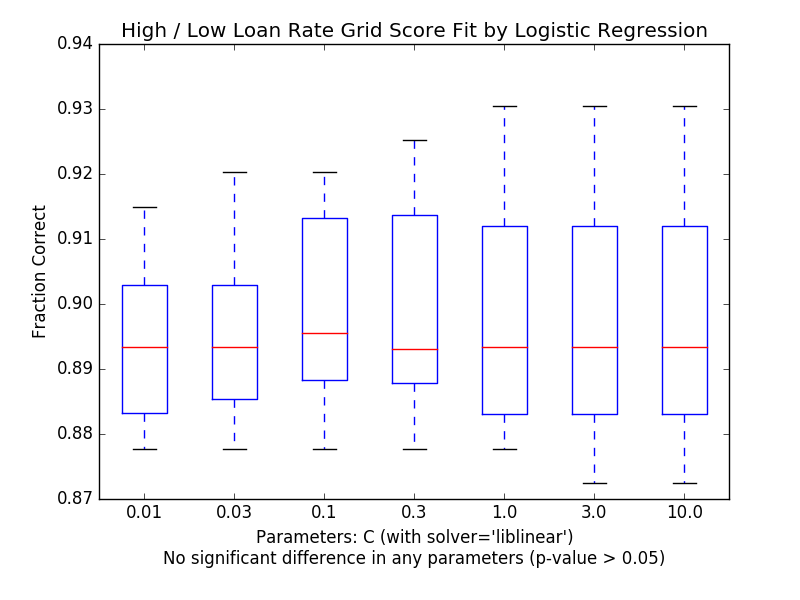 High / Low Loan Rate Grid Score Fit by Logistic Regression
0.94
0.93
0.92
0.91
0.90
0.89
0.88
0.87
Fraction Correct
0.01 0.03 0.1 0.3 1.0 3.0 10.0
Parameters: C (with solver='liblinear')
No significant difference in any parameters (p-value > 0.05)